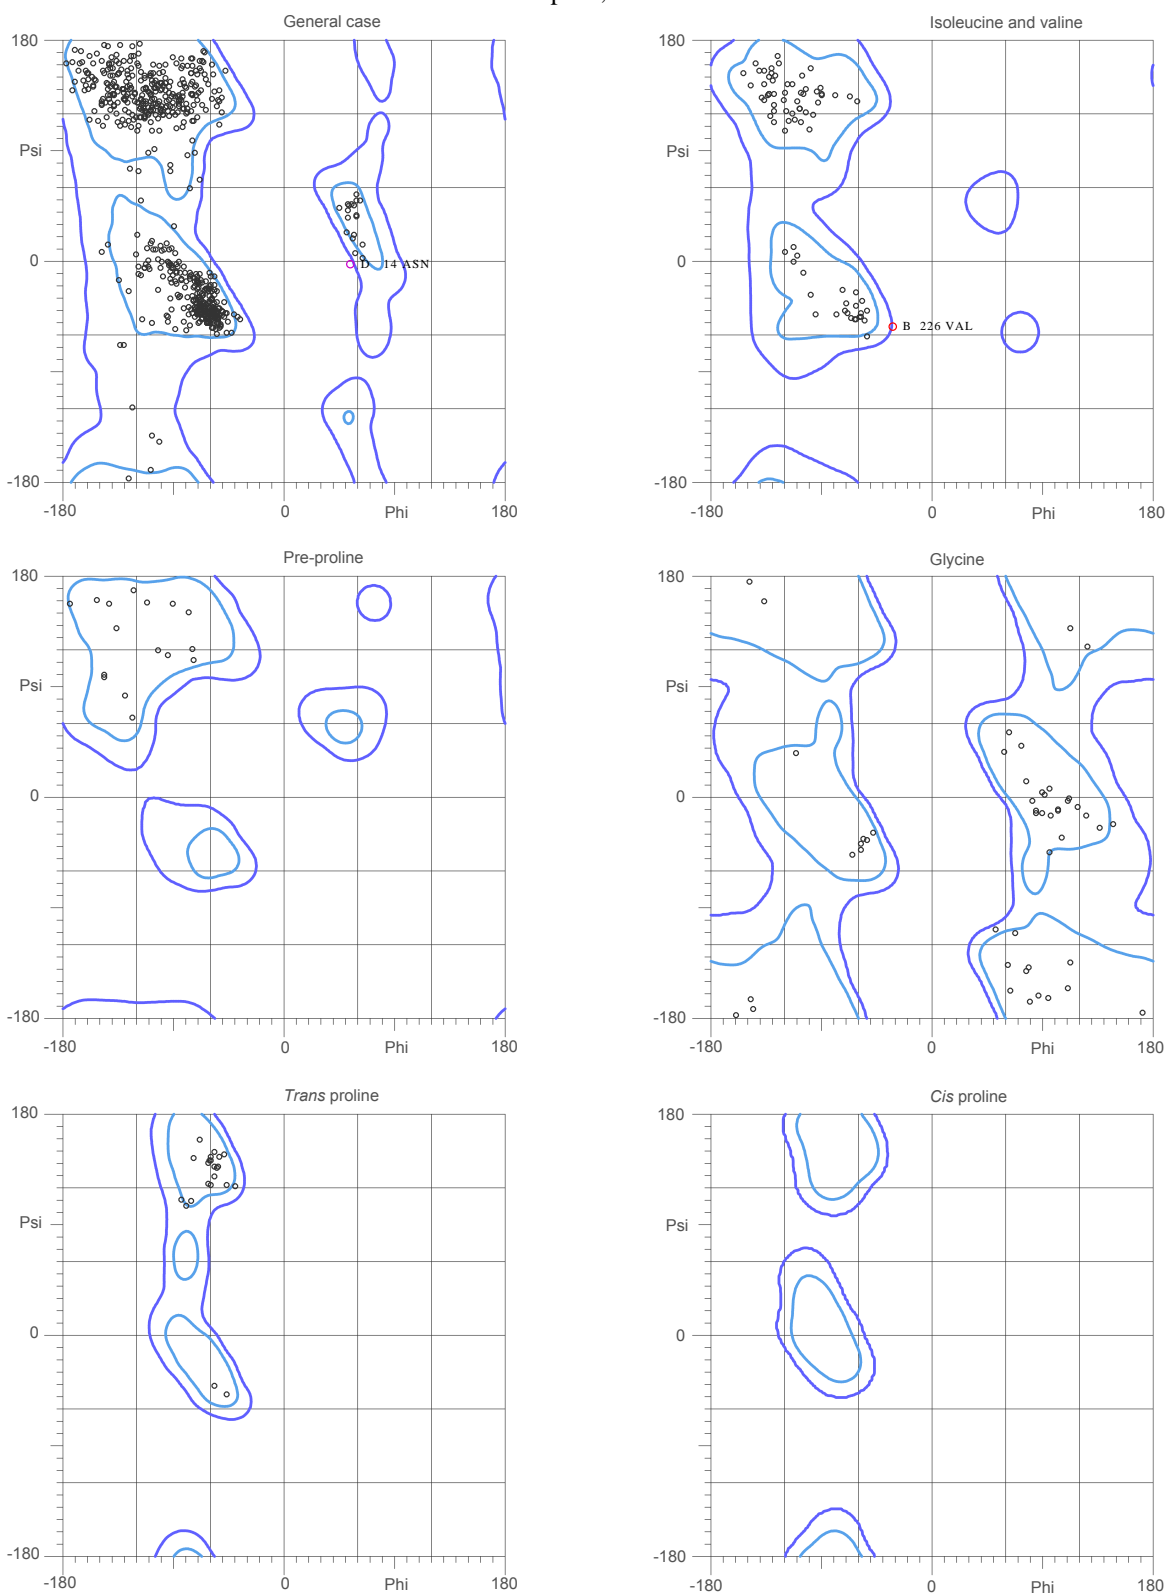 General case
180
Psi
0
D 14 ASN
-180
-180 0 Phi 180
Isoleucine and valine
180
Psi
0
B 226 VAL
-180
-180 0 Phi 180
Pre-proline
180
Psi
0
-180
-180 0 Phi 180
Glycine
180
Psi
0
-180
-180 0 Phi 180
Trans proline
180
Psi
0
-180
-180 0 Phi 180
Cis proline
180
Psi
0
-180
-180 0 Phi 180